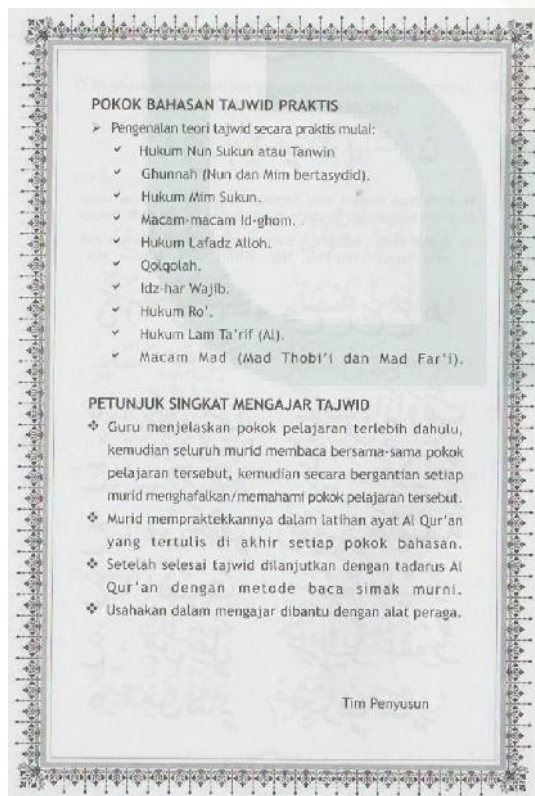 POKOK BAHASAN TAJWID PRAKTIS
➢ Pengenalan teori tajwid secara praktis mulai:
✓ Hukum Nun Sukun atau Tanwin
✓ Ghunnah (Nun dan Mim bertasydid).
✓ Hukum Mim Sukun.
✓ Macam-macam Id-ghom.
✓ Hukum Lafadz Alloh.
✓ Qolqolah.
✓ Idz-har Wajib.
✓ Hukum Ro'.
✓ Hukum Lam Ta'rif (Al).
✓ Macam Mad (Mad Thobi'i dan Mad Far'i).
PETUNJUK SINGKAT MENGAJAR TAJWID
❖ Guru menjelaskan pokok pelajaran terlebih dahulu,
kemudian seluruh murid membaca bersama-sama pokok
pelajaran tersebut, kemudian secara bergantian setiap
murid menghafalkan/memahami pokok pelajaran tersebut.
❖ Murid mempraktekkannya dalam latihan ayat Al Qur'an
yang tertulis di akhir setiap pokok bahasan.
❖ Setelah selesai tajwid dilanjutkan dengan tadarus Al
Qur'an dengan metode baca simak murni.
❖ Usahakan dalam mengajar dibantu dengan alat peraga.
Tim Penyusun